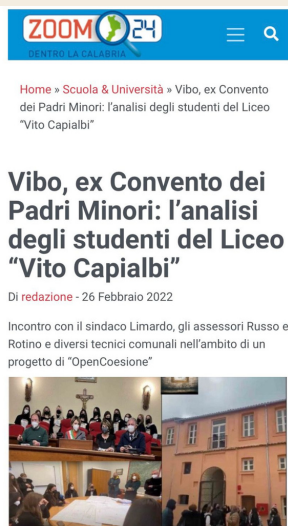 ZOOM 24
DENTRO LA CALABRIA
Home » Scuola & Università » Vibo, ex Convento
dei Padri Minori: l’analisi degli studenti del Liceo
“Vito Capialbi”
Vibo, ex Convento dei
Padri Minori: l’analisi
degli studenti del Liceo
“Vito Capialbi”
Di redazione - 26 Febbraio 2022
Incontro con il sindaco Limardo, gli assessori Russo e
Rotino e diversi tecnici comunali nell’ambito di un
progetto di “OpenCoesione”